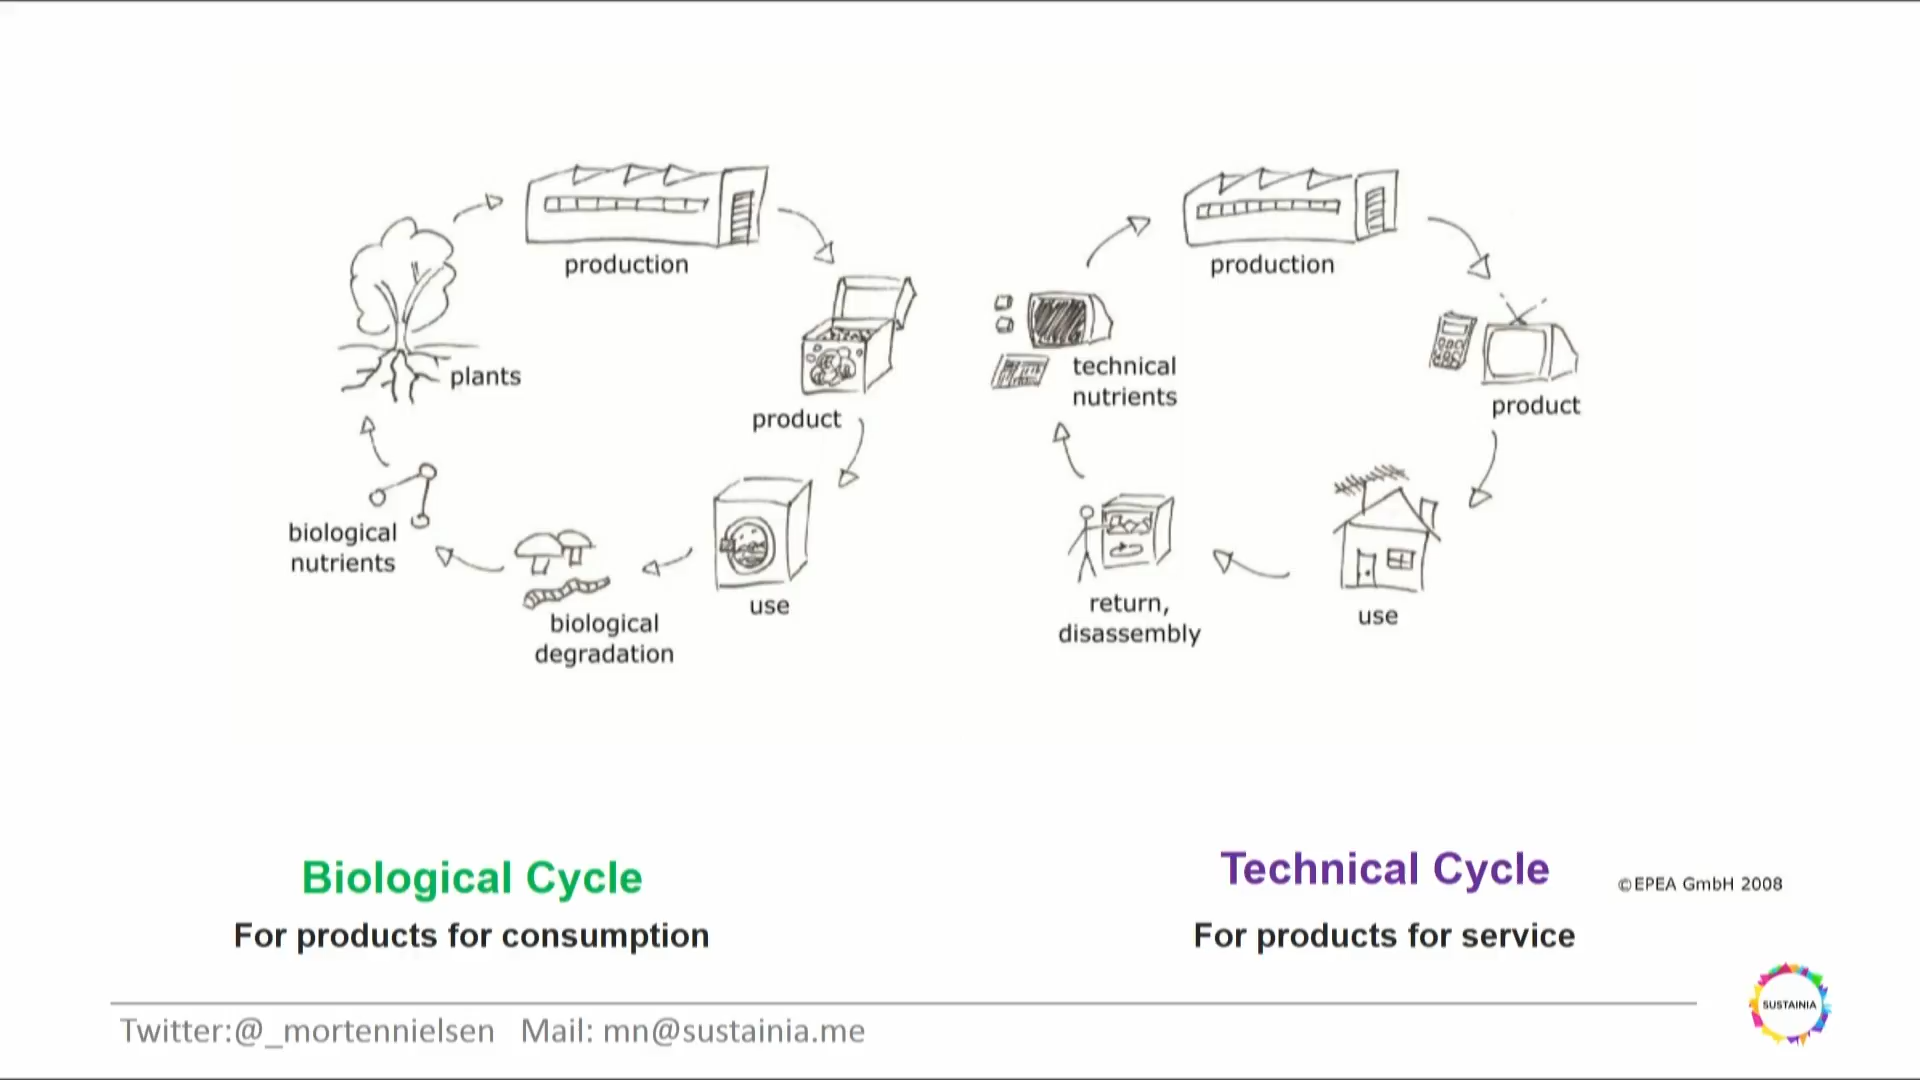 production
plants
product
use
biological
degradation
biological
nutrients
production
technical
nutrients
product
use
return,
disassembly
Biological Cycle
For products for consumption
Technical Cycle
For products for service
©EPEA GmbH 2008
SUSTAINIA
Twitter:@_mortennielsen Mail: mn@sustainia.me